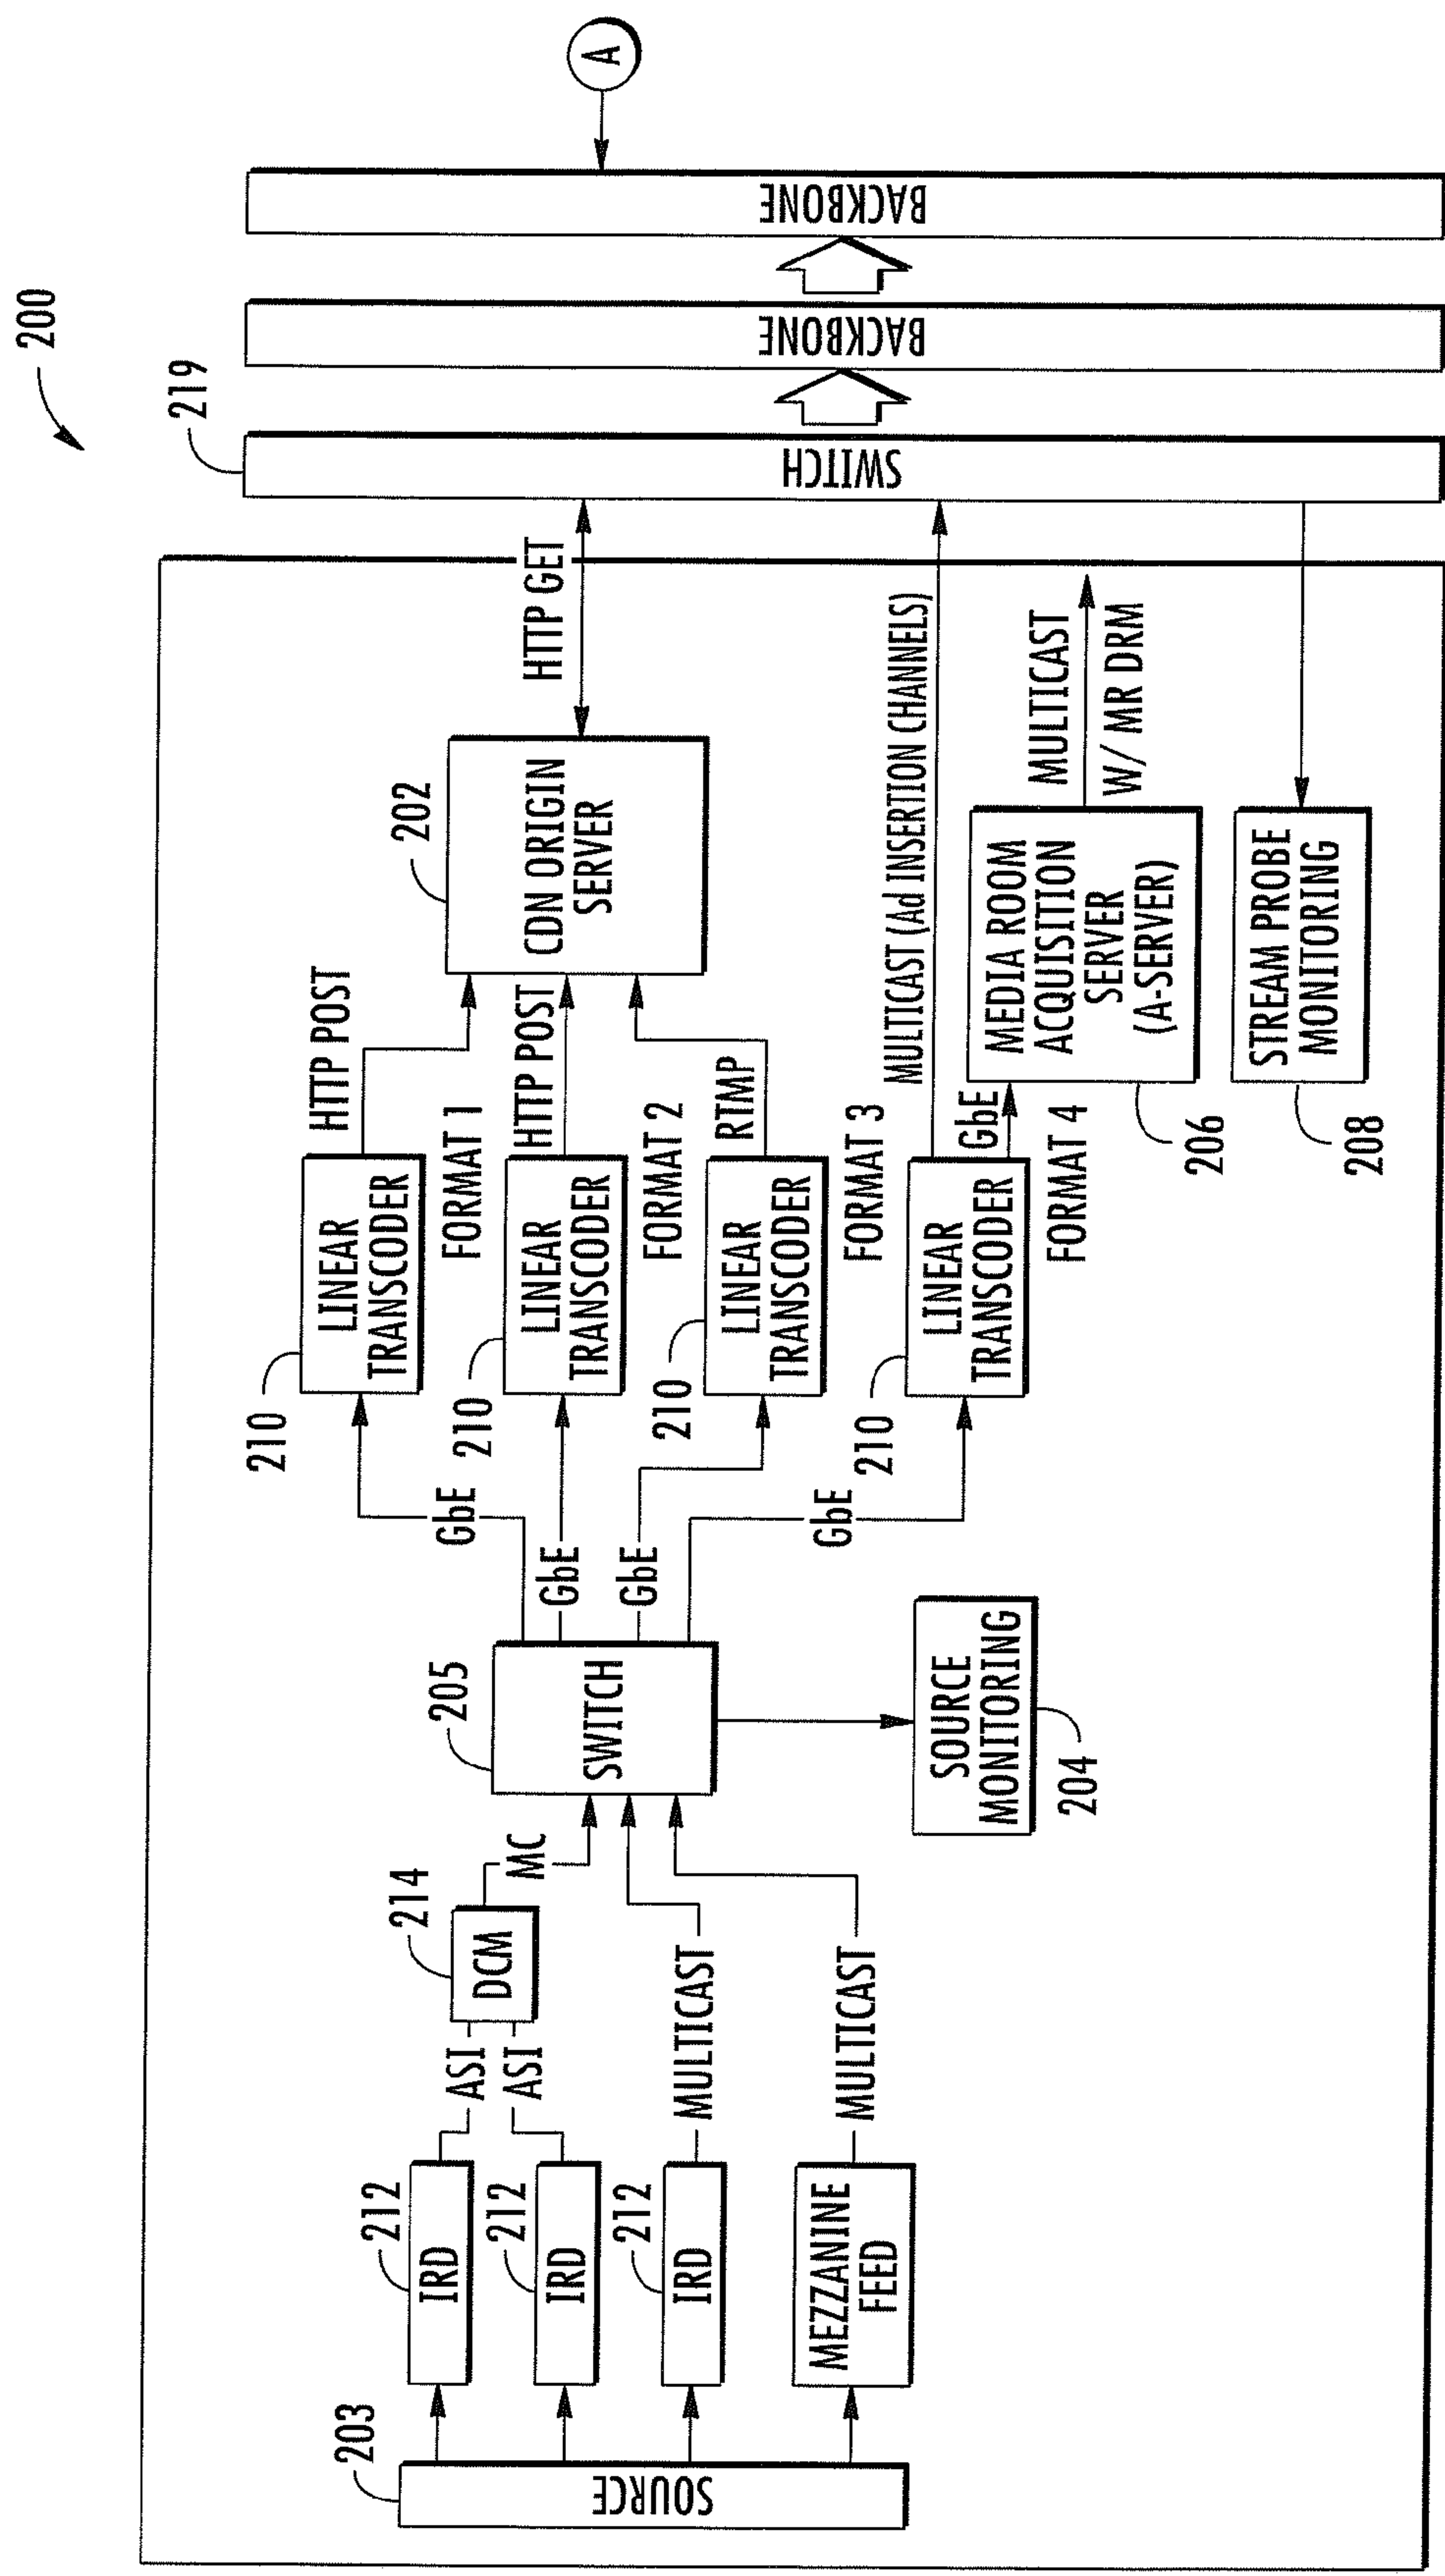 200
203
SOURCE
212
IRD
212
IRD
212
IRD
MEZZANINE
FEED
ASI
ASI
214
DCM
MC
MULTICAST
MULTICAST
205
SWITCH
SOURCE
MONITORING
204
GbE
GbE
GbE
GbE
210
LINEAR
TRANSCODER
FORMAT 1
210
LINEAR
TRANSCODER
FORMAT 2
210
LINEAR
TRANSCODER
FORMAT 3
210
LINEAR
TRANSCODER
FORMAT 4
HTTP POST
HTTP POST
RTMP
GbE
202
CDN ORIGIN
SERVER
HTTP GET
MULTICAST (Ad INSERTION CHANNELS)
MEDIA ROOM
ACQUISITION
SERVER
(A-SERVER)
206
MULTICAST
W/ MR DRM
STREAM PROBE
MONITORING
208
219
SWITCH
BACKBONE
BACKBONE
A